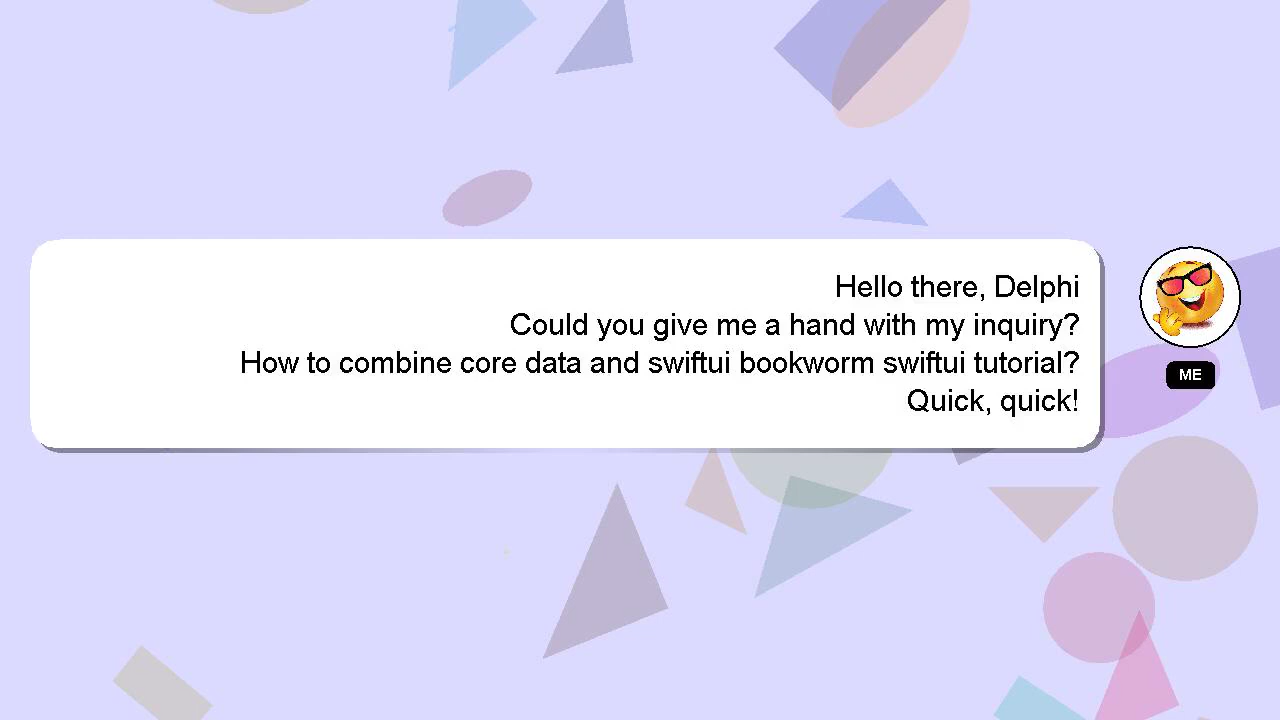 Hello there, Delphi
Could you give me a hand with my inquiry?
How to combine core data and swiftui bookworm swiftui tutorial?
Quick, quick!
ME